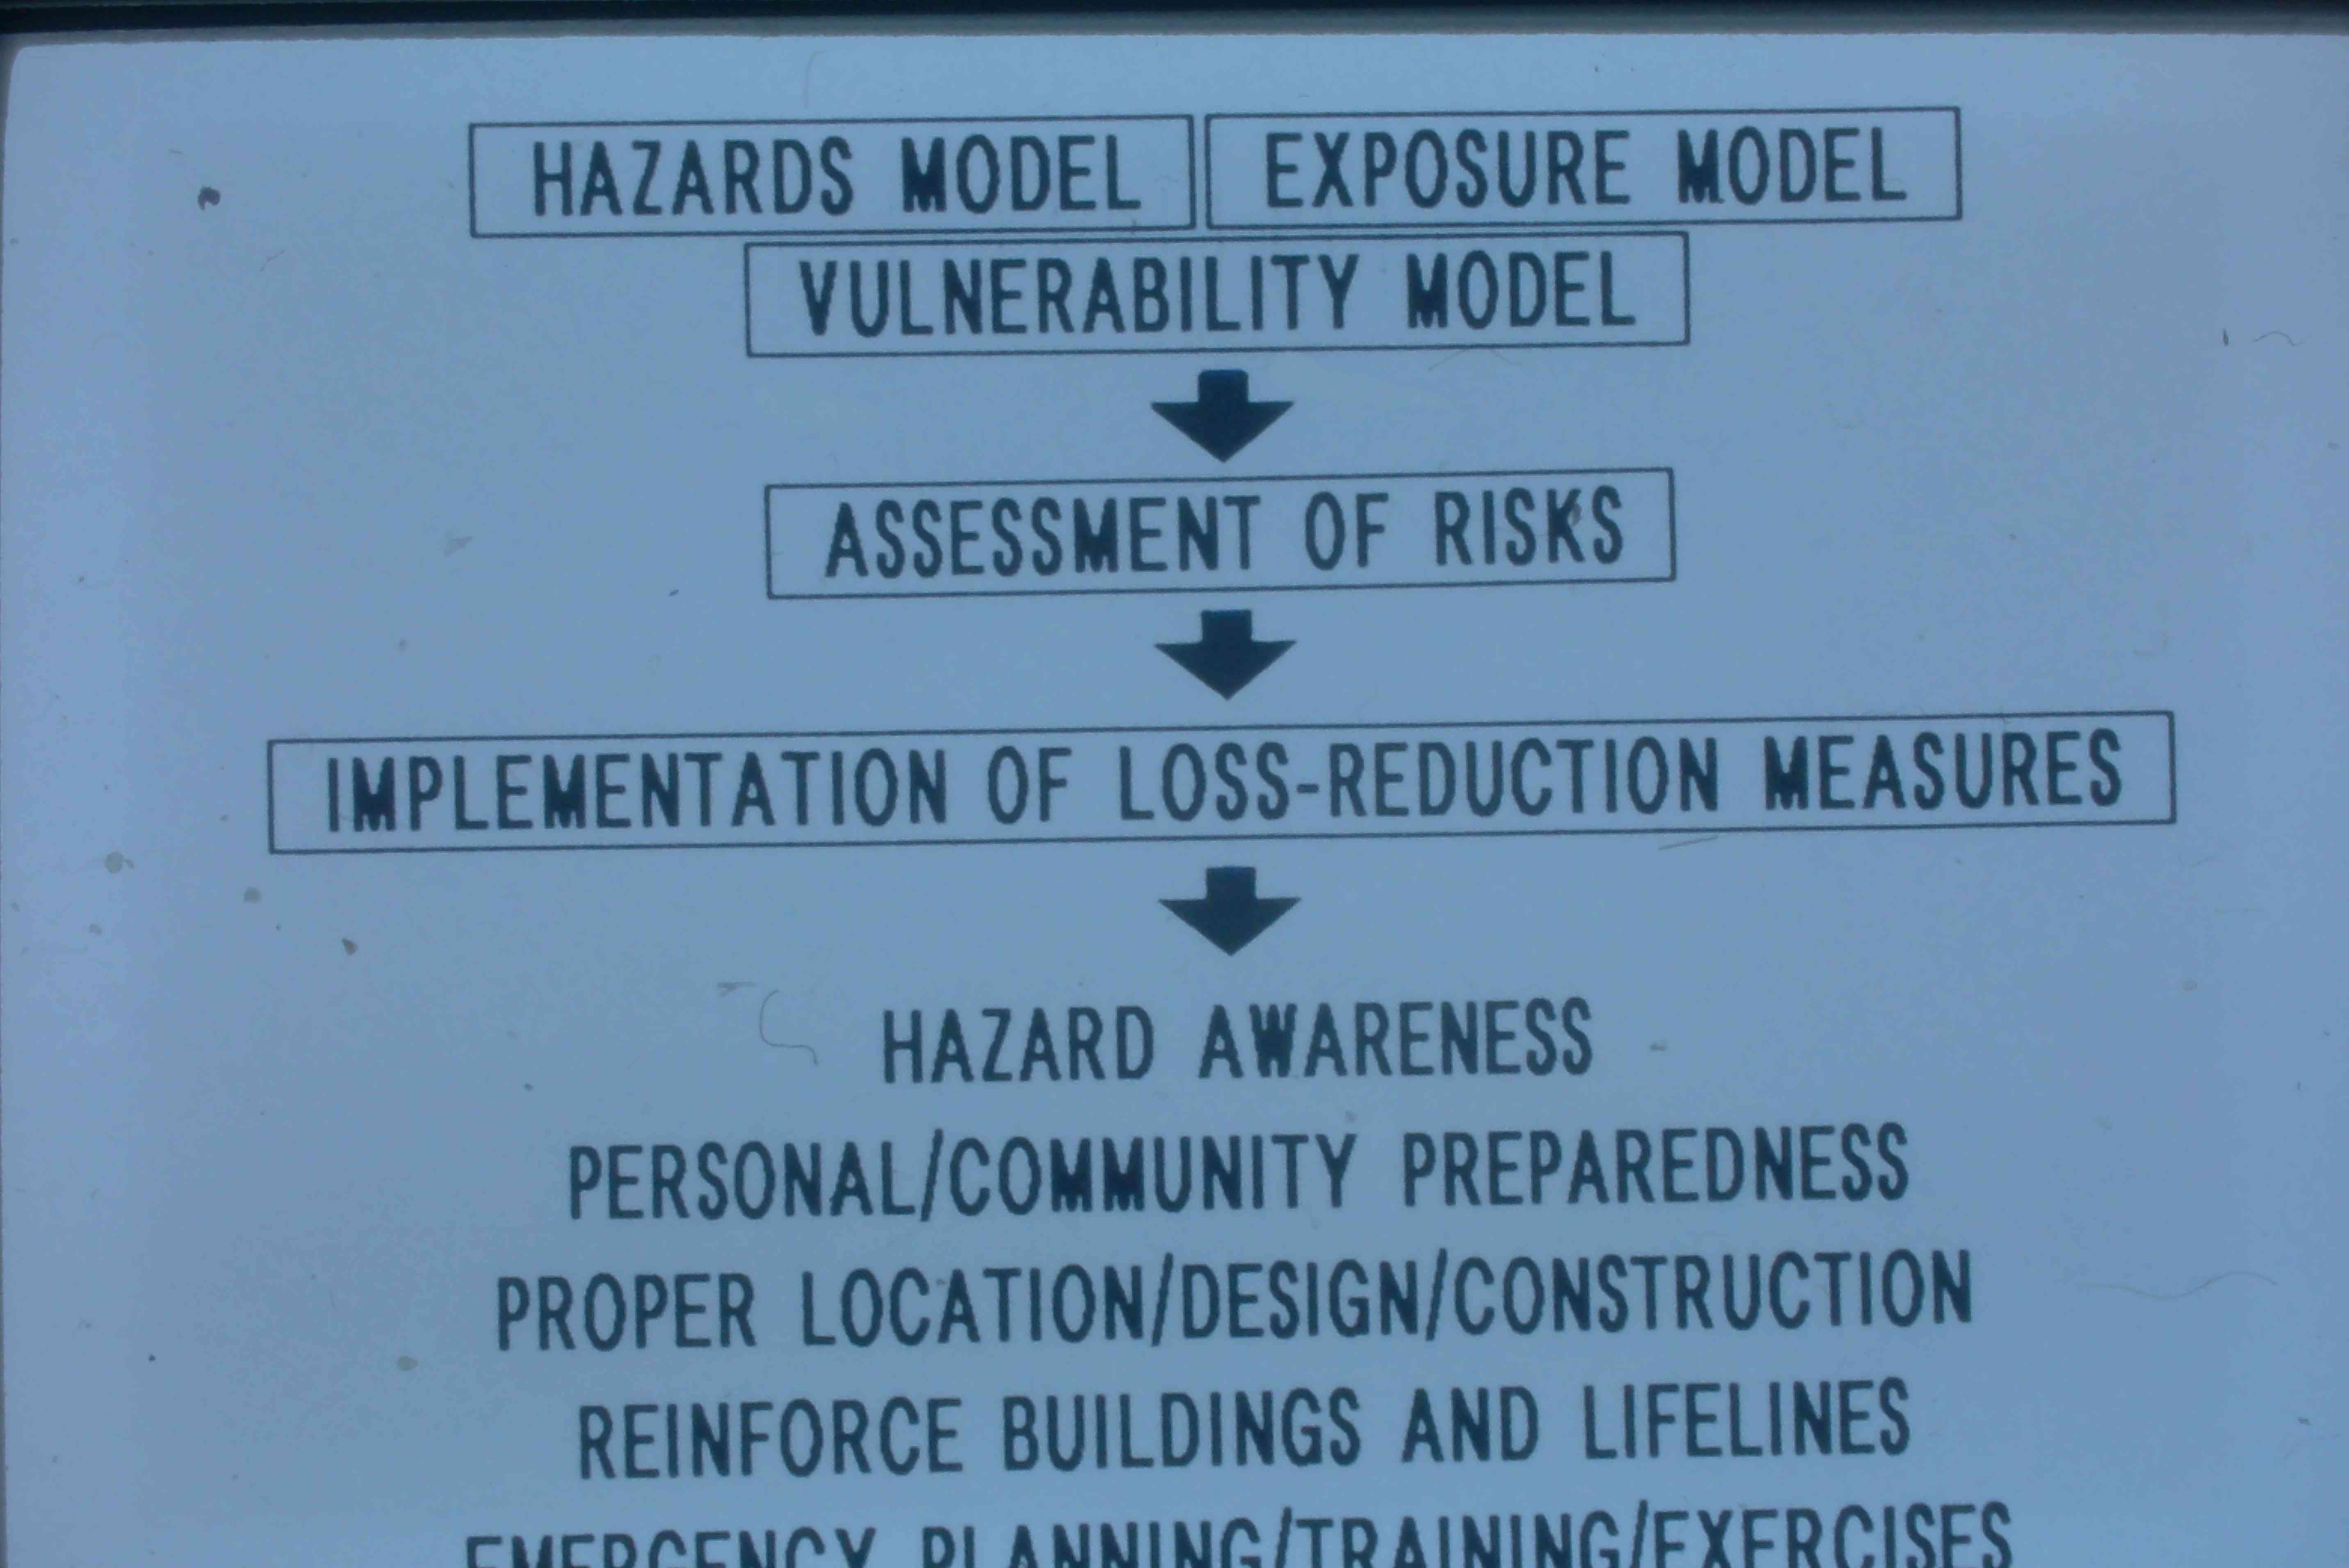 HAZARDS MODEL EXPOSURE MODEL
VULNERABILITY MODEL
ASSESSMENT OF RISKS
IMPLEMENTATION OF LOSS-REDUCTION MEASURES
HAZARD AWARENESS
PERSONAL/COMMUNITY PREPAREDNESS
PROPER LOCATION/DESIGN/CONSTRUCTION
REINFORCE BUILDINGS AND LIFELINES
EMERGENCY PLANNING/TRAINING/EXERCISES